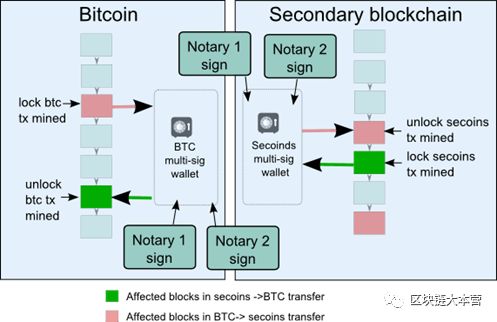 Bitcoin
Secondary blockchain
Notary 1
sign
Notary 2
sign
lock btc
tx mined
BTC
multi-sig
wallet
Secoinds
multi-sig
wallet
unlock secoins
tx mined
lock secoins
tx mined
unlock
btc tx
mined
Notary 1
sign
Notary 2
sign
Affected blocks in secoins ->BTC transfer
Affected blocks in BTC-> secoins transfer
区块链大本营